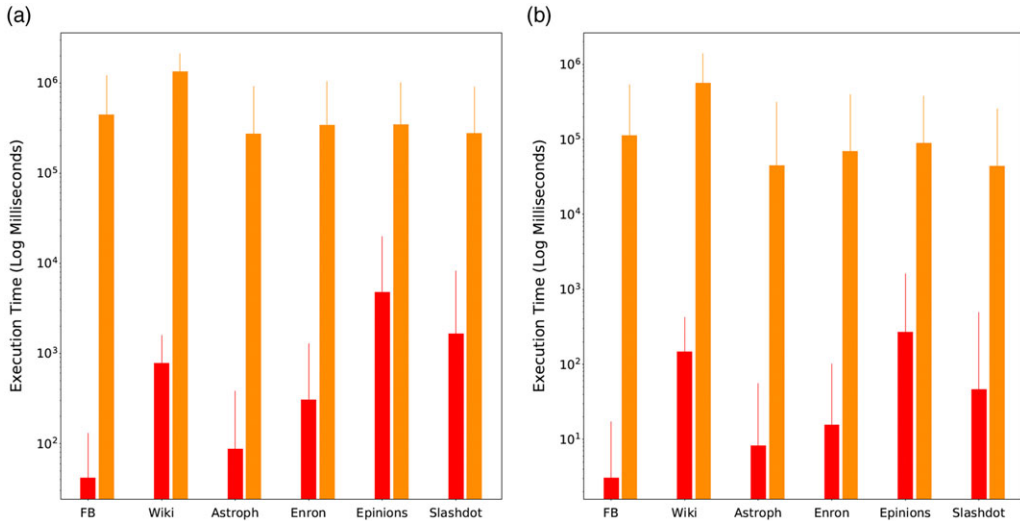 (a)
Execution Time (Log Milliseconds)
10⁶
10⁵
10⁴
10³
10²
FB Wiki Astroph Enron Epinions Slashdot
(b)
Execution Time (Log Milliseconds)
10⁶
10⁵
10⁴
10³
10²
10¹
FB Wiki Astroph Enron Epinions Slashdot